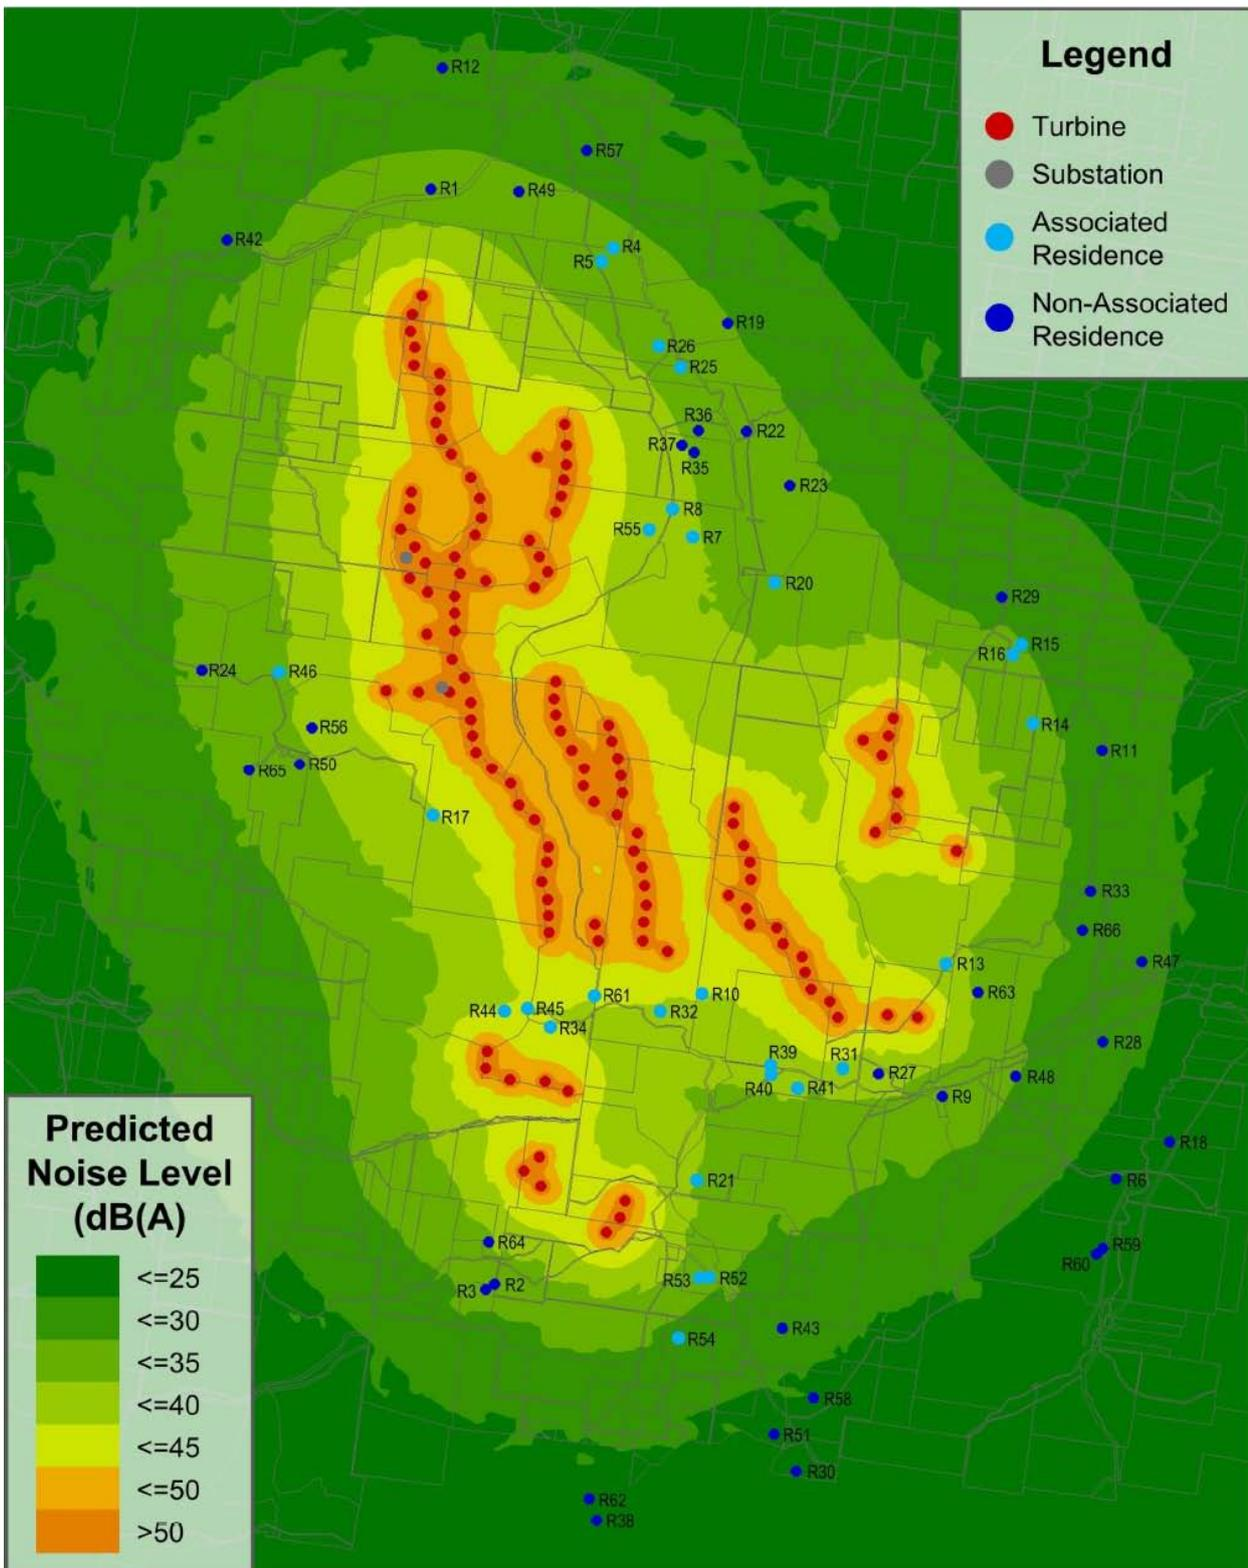 Legend
Turbine
Substation
Associated
Residence
Non-Associated
Residence
R12
R57
R1
R49
R42
R4
R5
R19
R26
R25
R36
R22
R37
R35
R23
R8
R55
R7
R20
R29
R15
R16
R24
R46
R14
R56
R11
R65
R50
R17
R33
R66
R47
R13
R63
R61
R10
R44
R45
R32
R34
R28
R39
R31
R27
R48
R40
R41
R9
R18
R21
R6
R64
R59
R60
R53
R52
R3
R2
R43
R54
R58
R51
R30
R62
R38
Predicted
Noise Level
(dB(A)
<=25
<=30
<=35
<=40
<=45
<=50
>50